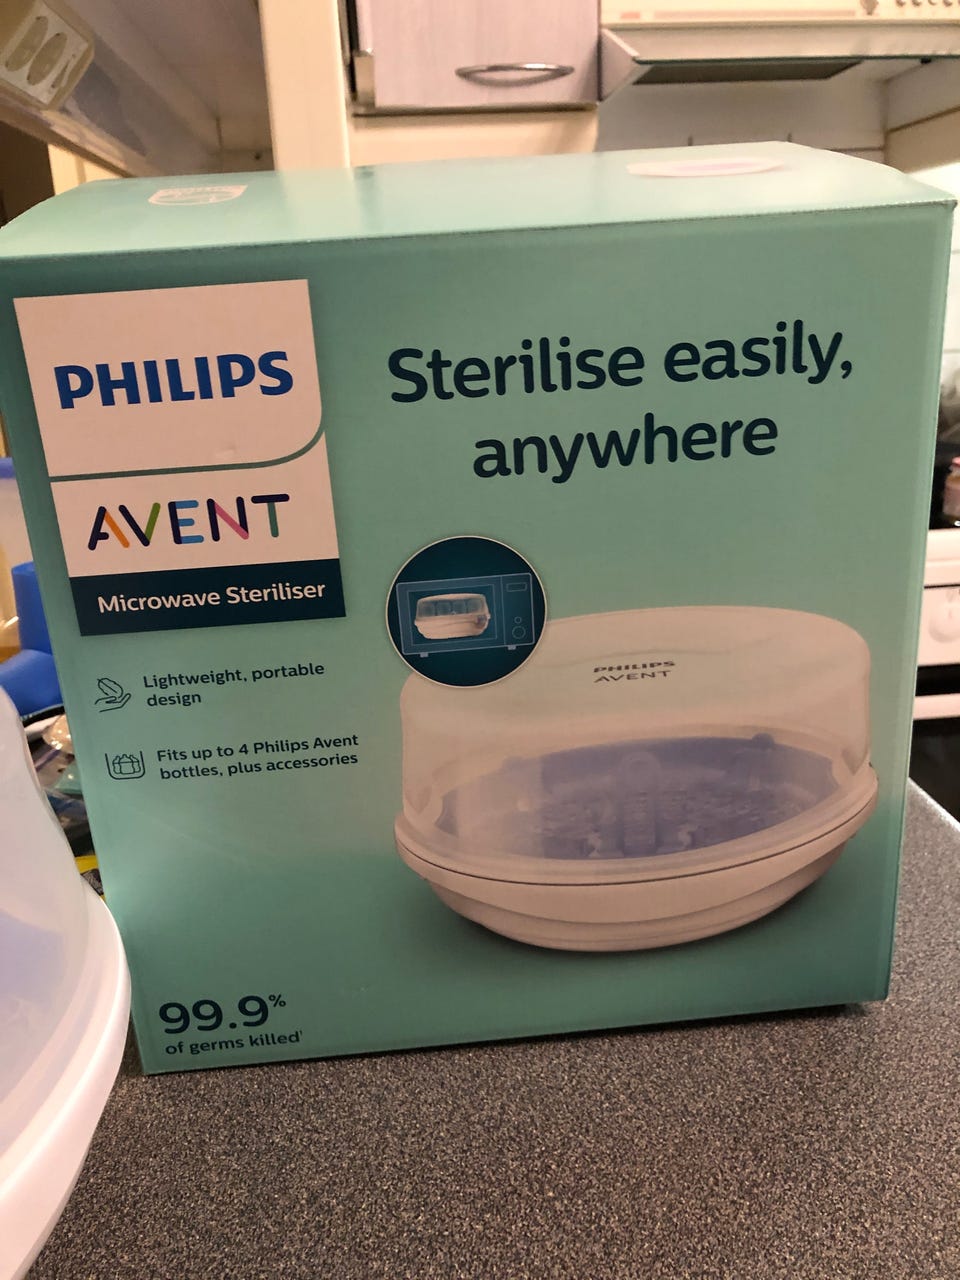 PHILIPS
AVENT
Microwave Steriliser
Sterilise easily,
anywhere
Lightweight, portable
design
Fits up to 4 Philips Avent
bottles, plus accessories
PHILIPS
AVENT
99.9%
of germs killed¹